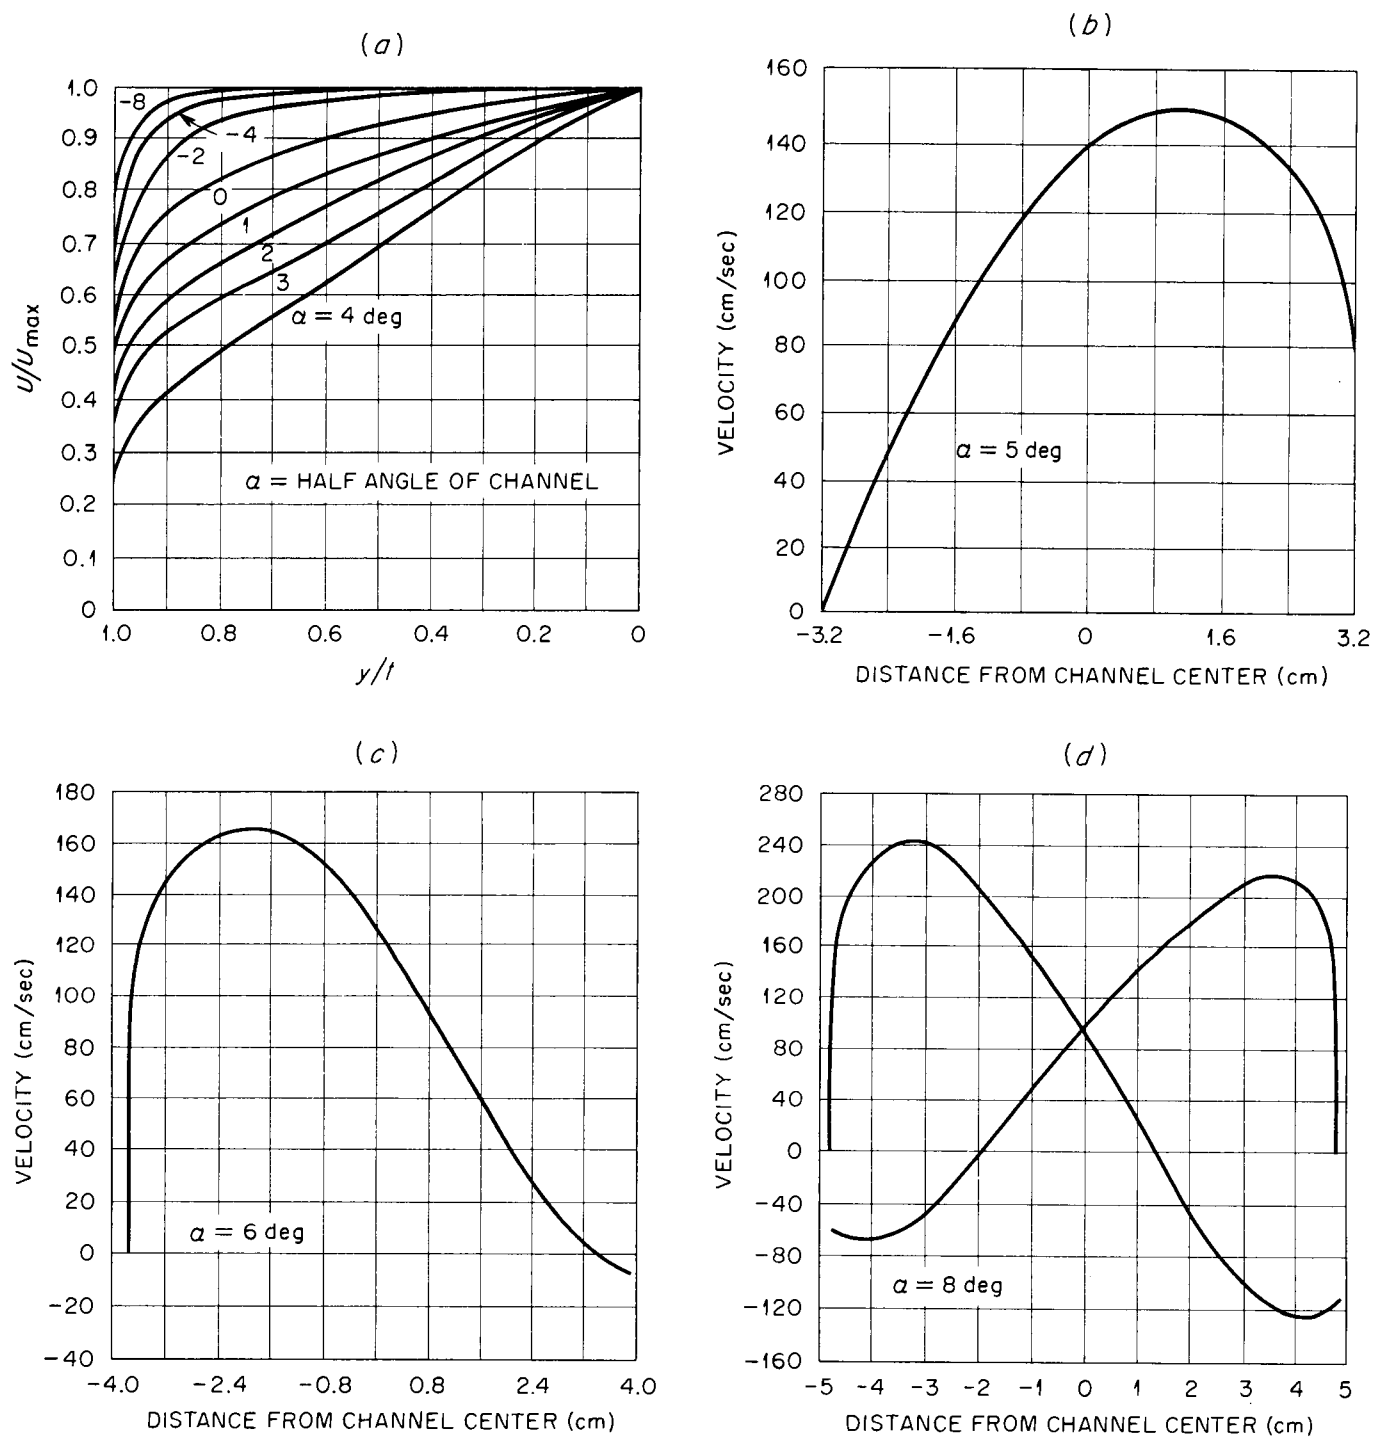 (a)
1.0
0.9
0.8
0.7
0.6
0.5
0.4
0.3
0.2
0.1
0
U/Umax
-8
-4
-2
0
1
2
3
α = 4 deg
α = HALF ANGLE OF CHANNEL
1.0 0.8 0.6 0.4 0.2 0
y/t
(b)
160
140
120
100
80
60
40
20
0
VELOCITY (cm/sec)
α = 5 deg
-3.2 -1.6 0 1.6 3.2
DISTANCE FROM CHANNEL CENTER (cm)
(c)
180
160
140
120
100
80
60
40
20
0
-20
-40
VELOCITY (cm/sec)
α = 6 deg
-4.0 -2.4 -0.8 0.8 2.4 4.0
DISTANCE FROM CHANNEL CENTER (cm)
(d)
280
240
200
160
120
80
40
0
-40
-80
-120
-160
VELOCITY (cm/sec)
α = 8 deg
-5 -4 -3 -2 -1 0 1 2 3 4 5
DISTANCE FROM CHANNEL CENTER (cm)